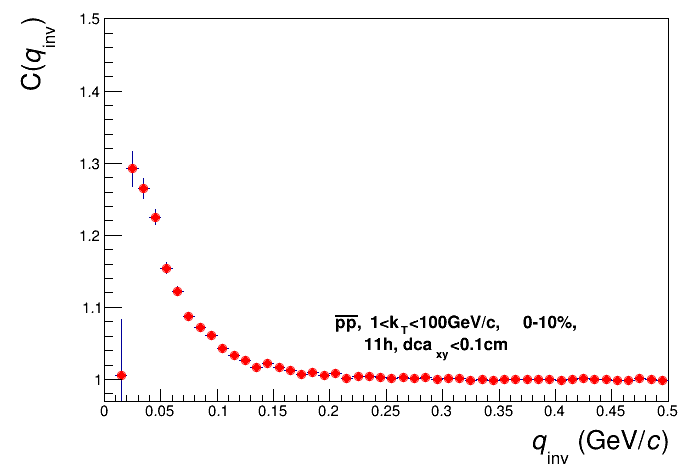 C(q_inv)
1.5
1.4
1.3
1.2
1.1
1
p̅p̅, 1<k_T<100GeV/c, 0-10%,
11h, dca_xy<0.1cm
0 0.05 0.1 0.15 0.2 0.25 0.3 0.35 0.4 0.45 0.5
q_inv (GeV/c)